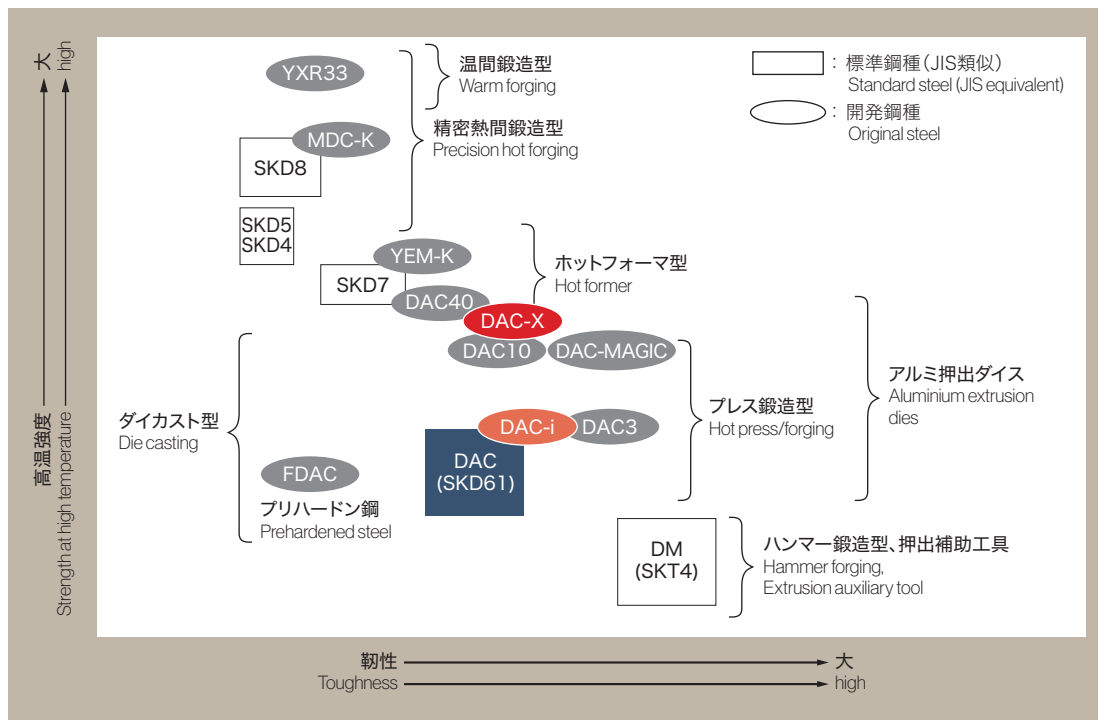 大
high
高温強度
Strength at high temperature
YXR33
温間鍛造型
Warm forging
：標準鋼種（JIS類似）
Standard steel (JIS equivalent)
：開発鋼種
Original steel
MDC-K
精密熱間鍛造型
Precision hot forging
SKD8
SKD5
SKD4
YEM-K
ホットフォーマ型
Hot former
SKD7
DAC40
DAC-X
DAC10
DAC-MAGIC
アルミ押出ダイス
Aluminium extrusion
dies
ダイカスト型
Die casting
プレス鍛造型
Hot press/forging
DAC-i
DAC3
DAC
(SKD61)
FDAC
プリハードン鋼
Prehardened steel
DM
(SKT4)
ハンマー鍛造型、押出補助工具
Hammer forging,
Extrusion auxiliary tool
靭性
Toughness
大
high